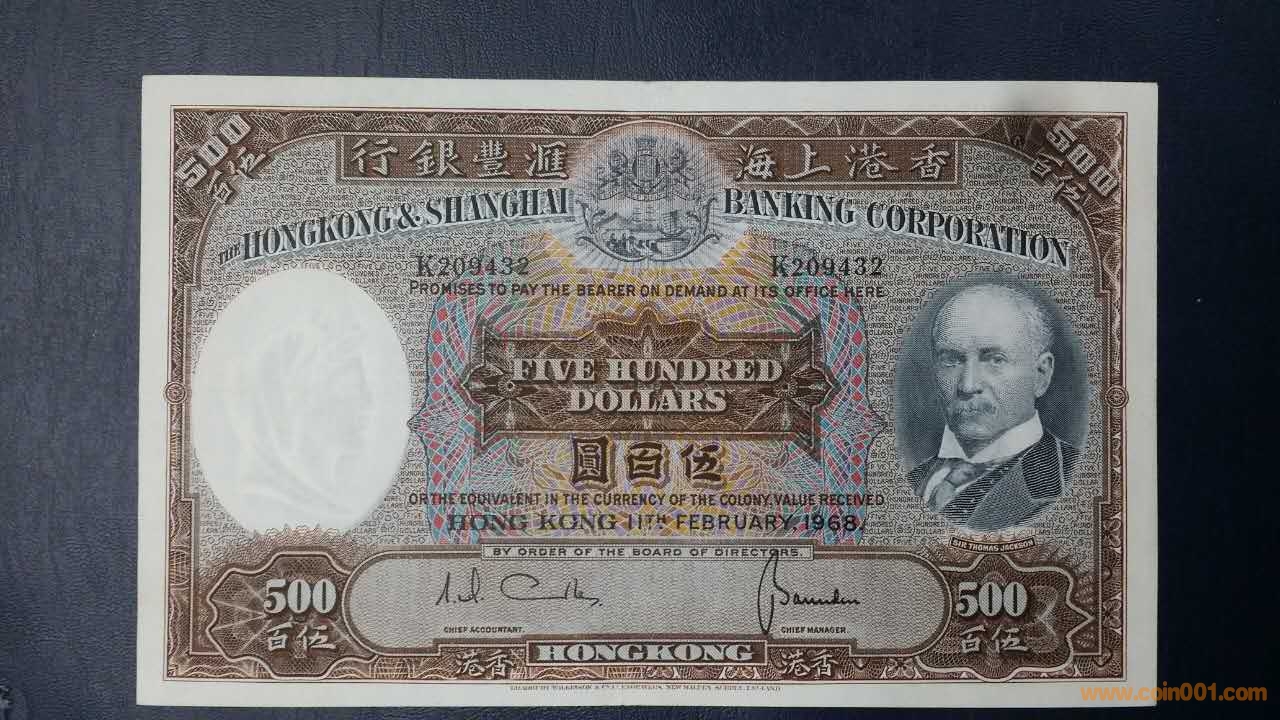 500
百伍
行銀豐滙 海上港香
500
百伍
THE HONGKONG & SHANGHAI BANKING CORPORATION
K209432 K209432
PROMISES TO PAY THE BEARER ON DEMAND AT ITS OFFICE HERE
FIVE HUNDRED
DOLLARS
圓百伍
OR THE EQUIVALENT IN THE CURRENCY OF THE COLONY, VALUE RECEIVED
HONG KONG 11TH FEBRUARY, 1968.
SIR THOMAS JACKSON
BY ORDER OF THE BOARD OF DIRECTORS.
500
百伍
500
百伍
CHIEF ACCOUNTANT. CHIEF MANAGER.
港香 HONGKONG 港香
www.coin001.com